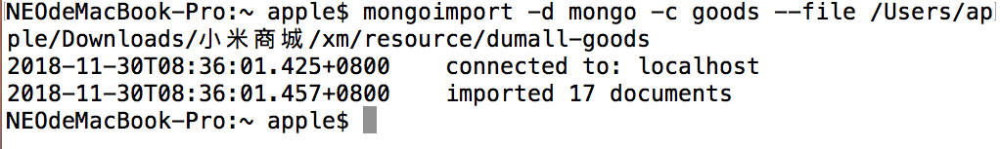 NEOdeMacBook-Pro:~ apple$ mongoimport -d mongo -c goods --file /Users/ap
ple/Downloads/小米商城/xm/resource/dumall-goods
2018-11-30T08:36:01.425+0800    connected to: localhost
2018-11-30T08:36:01.457+0800    imported 17 documents
NEOdeMacBook-Pro:~ apple$